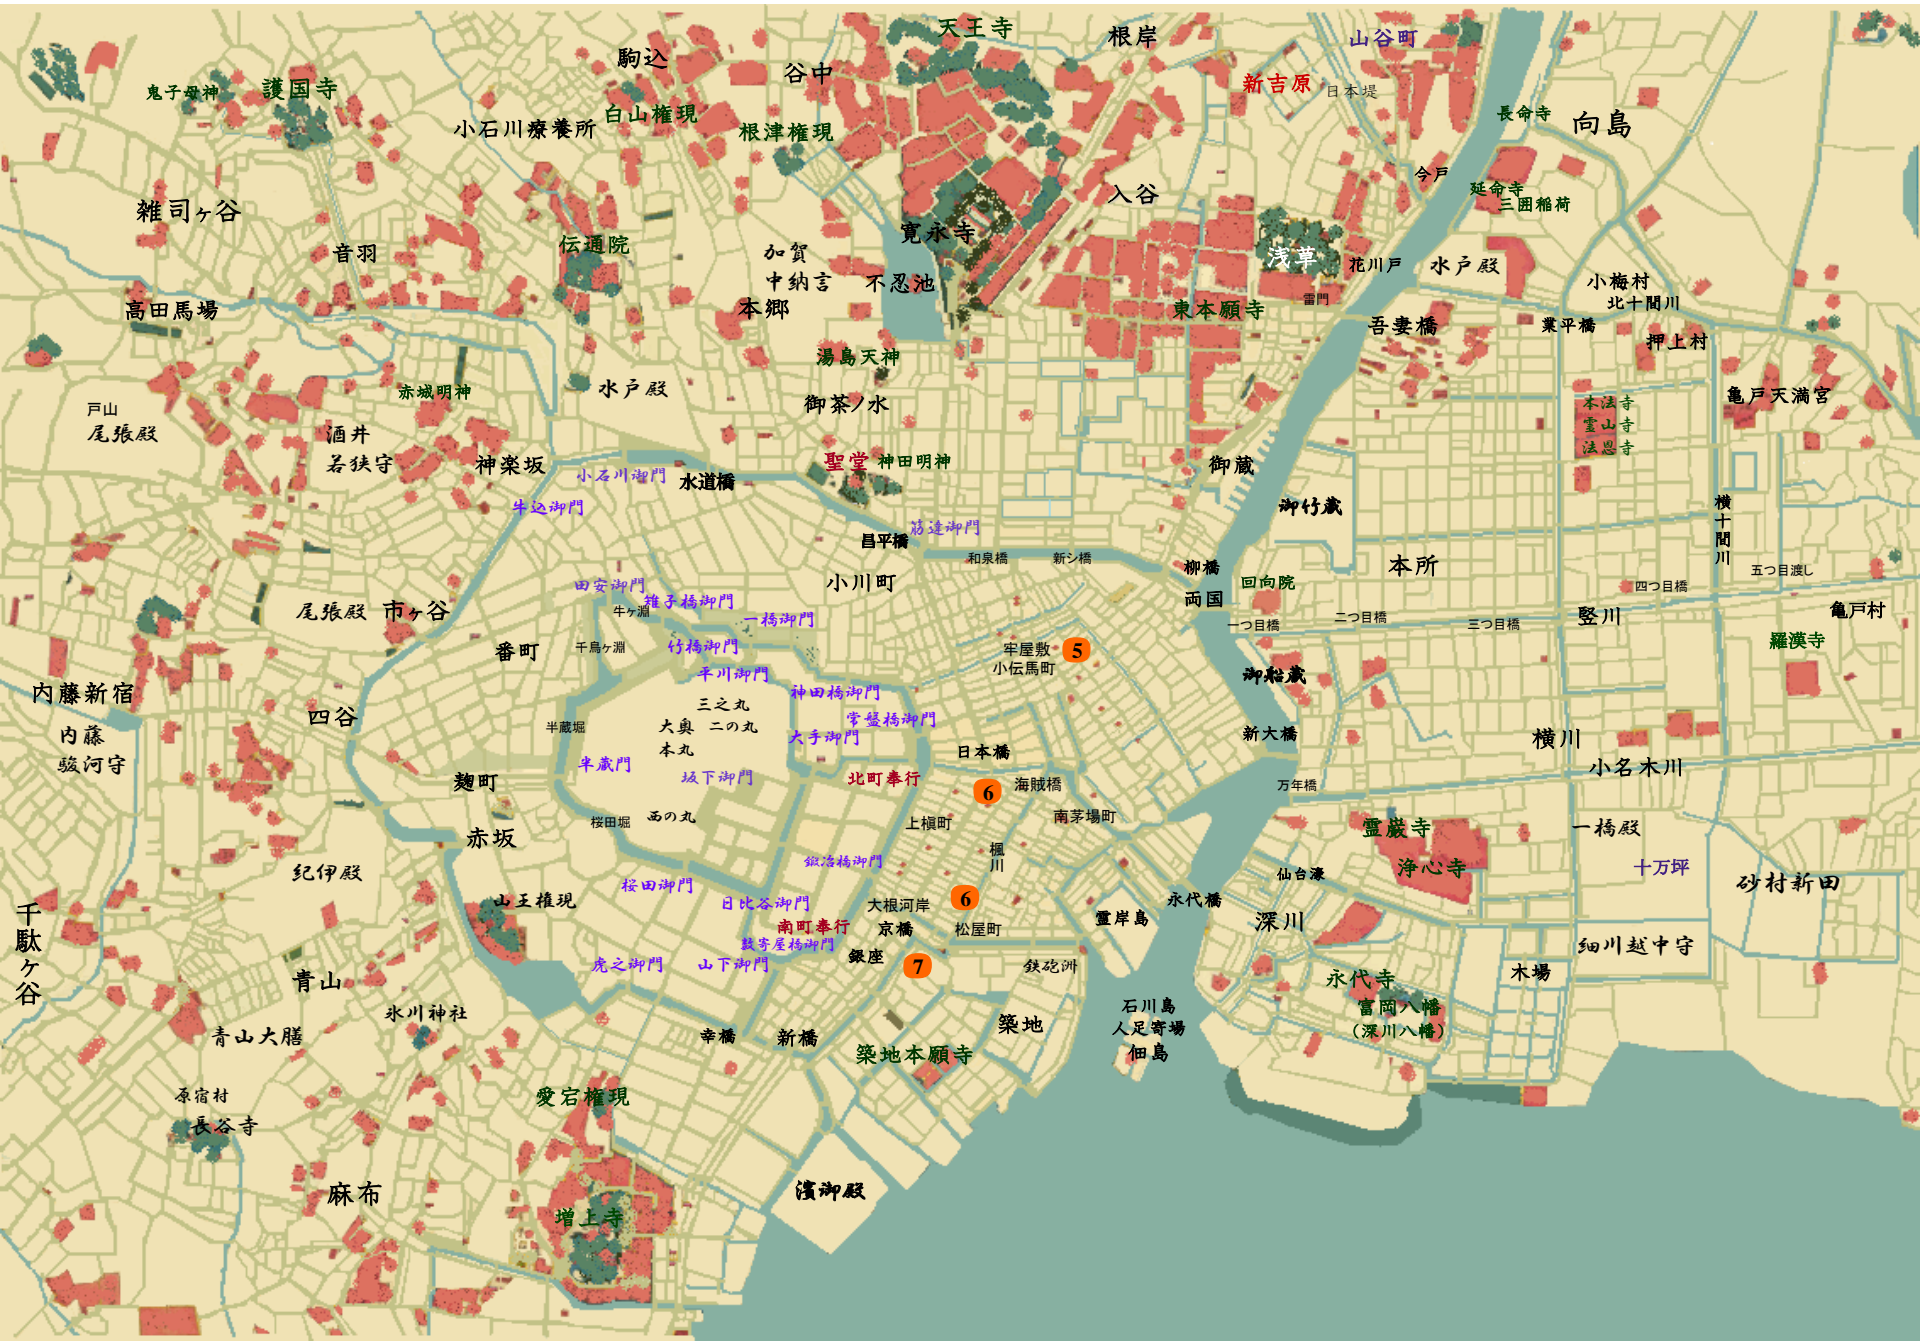 天王寺
根岸
駒込
谷中
山谷町
新吉原
日本堤
鬼子母神
護国寺
小石川療養所
白山権現
根津権現
長命寺
向島
今戸
延命寺
三囲稲荷
入谷
雑司ヶ谷
音羽
伝通院
加賀
中納言
寛永寺
不忍池
浅草
花川戸
水戸殿
小梅村
北十間川
高田馬場
本郷
東本願寺
雷門
吾妻橋
業平橋
押上村
湯島天神
赤城明神
水戸殿
御茶ノ水
戸山
尾張殿
酒井
若狭守
神楽坂
本法寺
霊山寺
法恩寺
亀戸天満宮
小石川御門
水道橋
聖堂
神田明神
御蔵
御竹蔵
牛込御門
筋違御門
昌平橋
和泉橋
新シ橋
柳橋
両国
回向院
本所
横十間川
五つ目渡し
四つ目橋
小川町
田安御門
雉子橋御門
牛ヶ淵
一橋御門
尾張殿
市ヶ谷
一つ目橋
二つ目橋
三つ目橋
竪川
亀戸村
羅漢寺
番町
千鳥ヶ淵
竹橋御門
平川御門
牢屋敷
小伝馬町
5
御船蔵
内藤新宿
内藤
駿河守
四谷
神田橋御門
三之丸
大奥
二の丸
本丸
常盤橋御門
大手御門
半蔵堀
半蔵門
坂下御門
北町奉行
日本橋
新大橋
横川
小名木川
麹町
6
海賊橋
万年橋
桜田堀
西の丸
上槇町
南茅場町
赤坂
楓川
鍛冶橋御門
霊巌寺
浄心寺
一橋殿
十万坪
砂村新田
紀伊殿
桜田御門
日比谷御門
仙台濠
山王権現
6
大根河岸
南町奉行
京橋
松屋町
霊岸島
永代橋
深川
千駄ヶ谷
数寄屋橋御門
銀座
7
鉄砲洲
虎之御門
山下御門
細川越中守
木場
青山
永代寺
富岡八幡
(深川八幡)
氷川神社
青山大膳
石川島
人足寄場
佃島
幸橋
新橋
築地
築地本願寺
原宿村
長谷寺
愛宕権現
麻布
濱御殿
増上寺